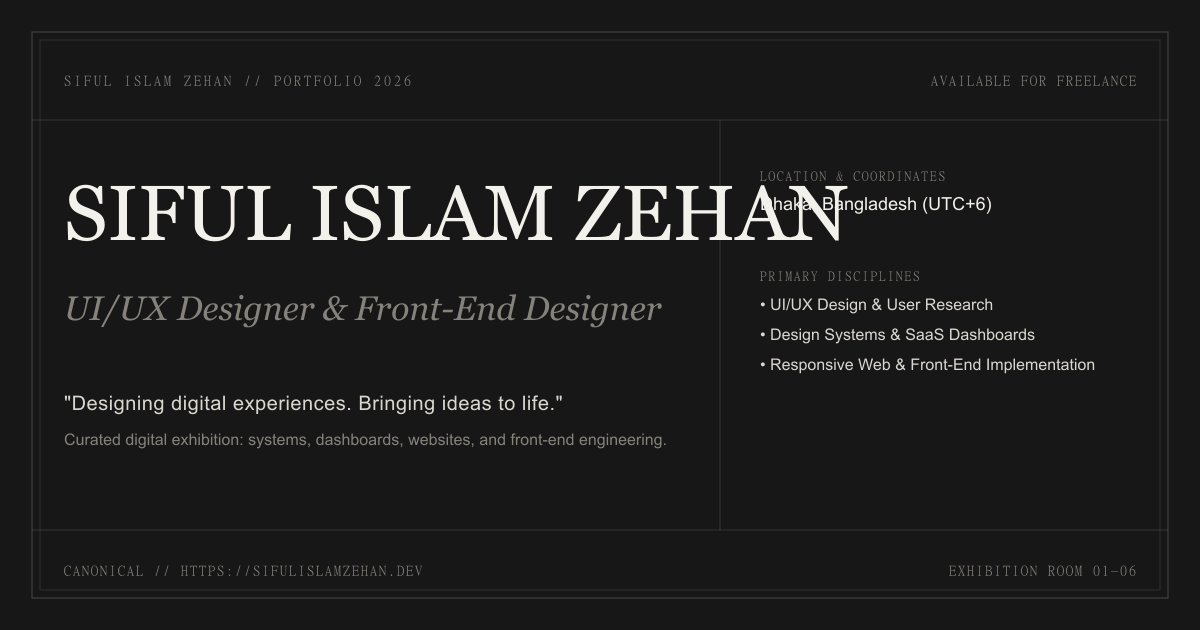 SIFUL ISLAM ZEHAN // PORTFOLIO 2026
AVAILABLE FOR FREELANCE
SIFUL ISLAM ZEHAN
UI/UX Designer & Front-End Designer
"Designing digital experiences. Bringing ideas to life."
Curated digital exhibition: systems, dashboards, websites, and front-end engineering.
LOCATION & COORDINATES
Dhaka, Bangladesh (UTC+6)
PRIMARY DISCIPLINES
• UI/UX Design & User Research
• Design Systems & SaaS Dashboards
• Responsive Web & Front-End Implementation
CANONICAL // HTTPS://SIFULISLAMZEHAN.DEV
EXHIBITION ROOM 01—06